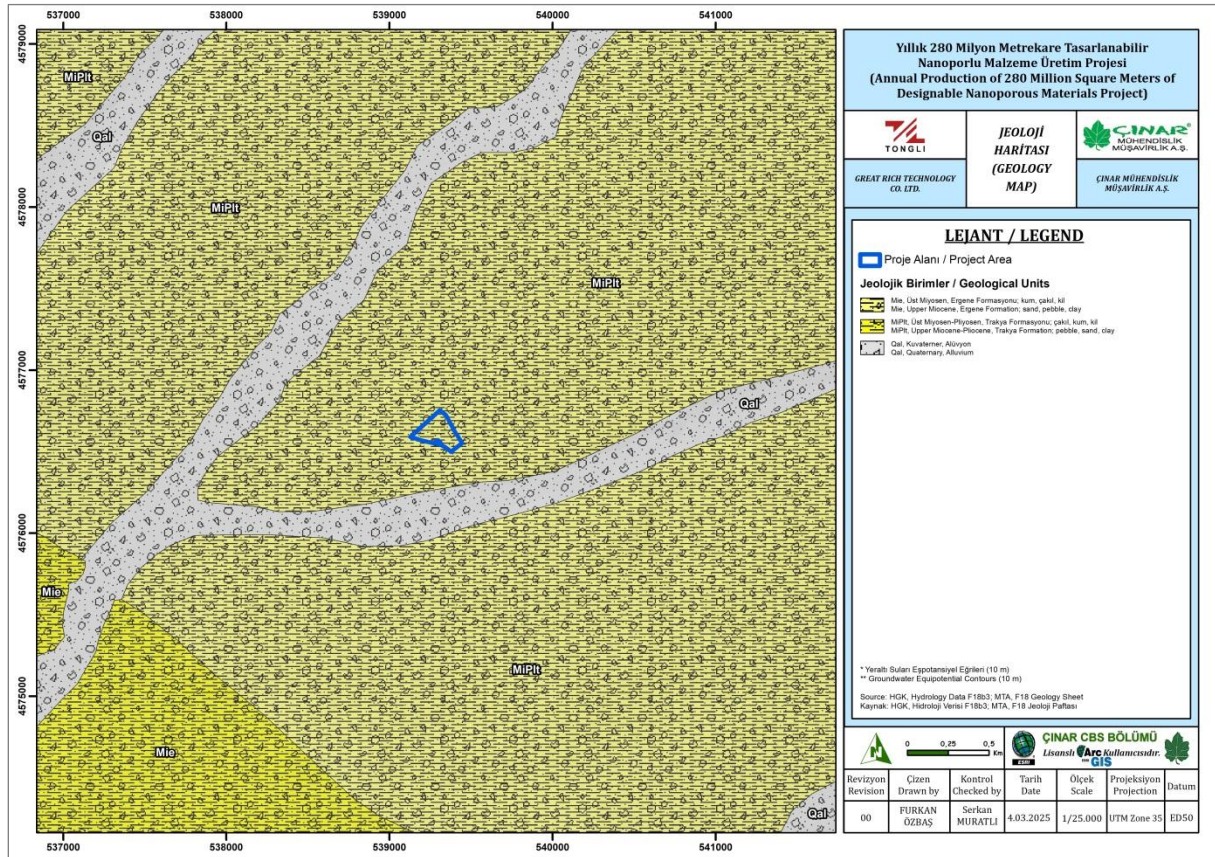 537000
538000
539000
540000
541000
4579000
4578000
4577000
4576000
4575000
MiPlt
Qal
MiPlt
MiPlt
Qal
Mie
MiPlt
Mie
Qal
537000
538000
539000
540000
541000
Yıllık 280 Milyon Metrekare Tasarlanabilir
Nanoporlu Malzeme Üretim Projesi
(Annual Production of 280 Million Square Meters of
Designable Nanoporous Materials Project)
TONGLI
GREAT RICH TECHNOLOGY
CO. LTD.
JEOLOJİ
HARİTASI
(GEOLOGY
MAP)
ÇINAR®
MÜHENDİSLİK
MÜŞAVİRLİK A.Ş.
ÇINAR MÜHENDİSLİK
MÜŞAVİRLİK A.Ş.
LEJANT / LEGEND
Proje Alanı / Project Area
Jeolojik Birimler / Geological Units
Mie, Üst Miyosen, Ergene Formasyonu; kum, çakıl, kil
Mie, Upper Miocene, Ergene Formation; sand, pebble, clay
MiPlt, Üst Miyosen-Pliyosen, Trakya Formasyonu; çakıl, kum, kil
MiPlt, Upper Miocene-Pliocene, Trakya Formation; pebble, sand, clay
Qal, Kuvaterner, Alüvyon
Qal, Quaternary, Alluvium
* Yeraltı Suları Eşpotansiyel Eğrileri (10 m)
** Groundwater Equipotential Contours (10 m)
Source: HGK, Hydrology Data F18b3; MTA, F18 Geology Sheet
Kaynak: HGK, Hidroloji Verisi F18b3; MTA, F18 Jeoloji Paftası
N
0 0,25 0,5
Km
ESRI
ÇINAR CBS BÖLÜMÜ
Lisanslı Arc Kullanıcısıdır.
GIS
Revizyon
Revision
Çizen
Drawn by
Kontrol
Checked by
Tarih
Date
Ölçek
Scale
Projeksiyon
Projection
Datum
00
FURKAN
ÖZBAŞ
Serkan
MURATLI
4.03.2025
1/25.000
UTM Zone 35
ED50